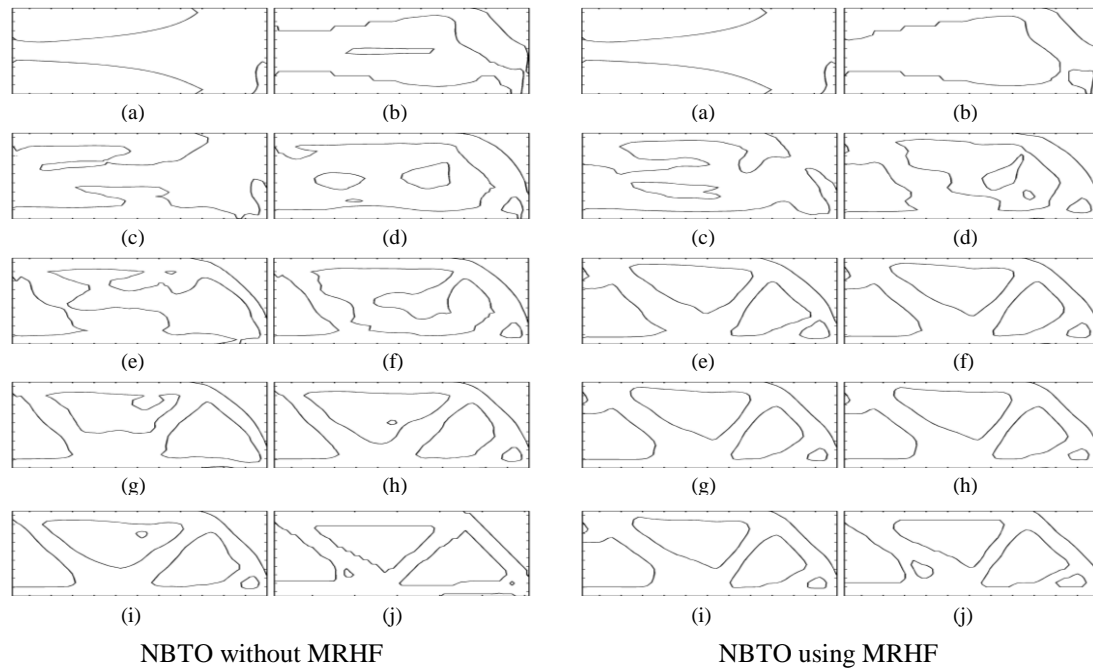 (a) (b) (a) (b)
(c) (d) (c) (d)
(e) (f) (e) (f)
(g) (h) (g) (h)
(i) (j) (i) (j)
NBTO without MRHF NBTO using MRHF